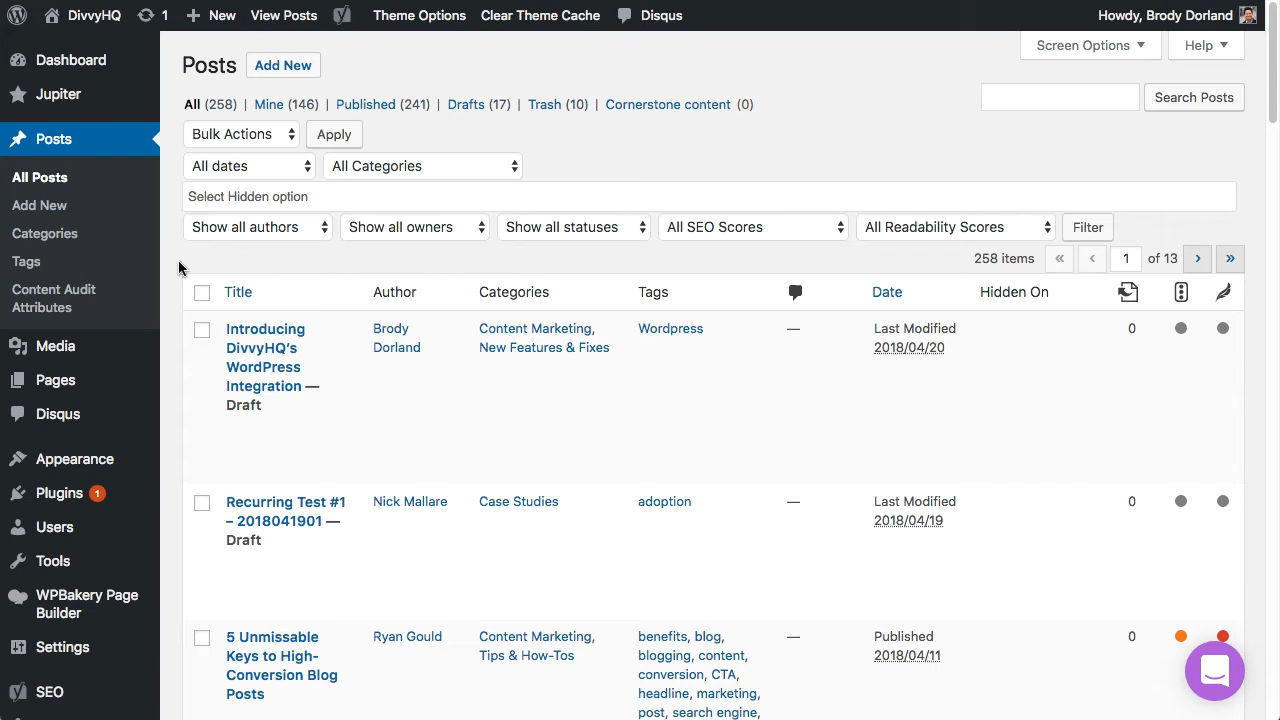 DivvyHQ 1 New View Posts Theme Options Clear Theme Cache Disqus Howdy, Brody Dorland
Dashboard
Jupiter
Posts
All Posts
Add New
Categories
Tags
Content Audit
Attributes
Media
Pages
Disqus
Appearance
Plugins 1
Users
Tools
WPBakery Page
Builder
Settings
SEO
Screen Options Help
Posts Add New
All (258) | Mine (146) | Published (241) | Drafts (17) | Trash (10) | Cornerstone content (0)
Search Posts
Bulk Actions Apply
All dates All Categories
Select Hidden option
Show all authors Show all owners Show all statuses All SEO Scores All Readability Scores Filter
258 items « ‹ 1 of 13 › »
Title Author Categories Tags Date Hidden On
Introducing
DivvyHQ’s
WordPress
Integration —
Draft
Brody
Dorland
Content Marketing,
New Features & Fixes
Wordpress
—
Last Modified
2018/04/20
0
Recurring Test #1
– 2018041901 —
Draft
Nick Mallare
Case Studies
adoption
—
Last Modified
2018/04/19
0
5 Unmissable
Keys to High-
Conversion Blog
Posts
Ryan Gould
Content Marketing,
Tips & How-Tos
benefits, blog,
blogging, content,
conversion, CTA,
headline, marketing,
post, search engine,
—
Published
2018/04/11
0